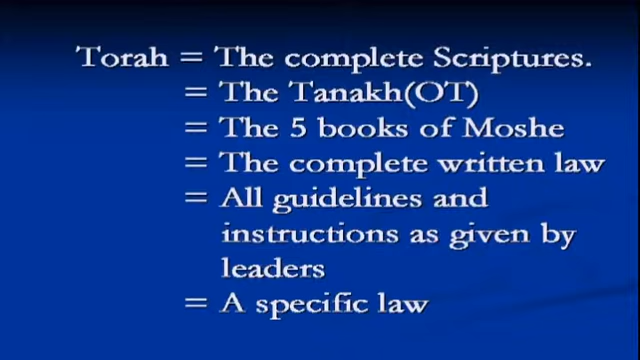 Torah = The complete Scriptures.
= The Tanakh(OT)
= The 5 books of Moshe
= The complete written law
= All guidelines and
instructions as given by
leaders
= A specific law